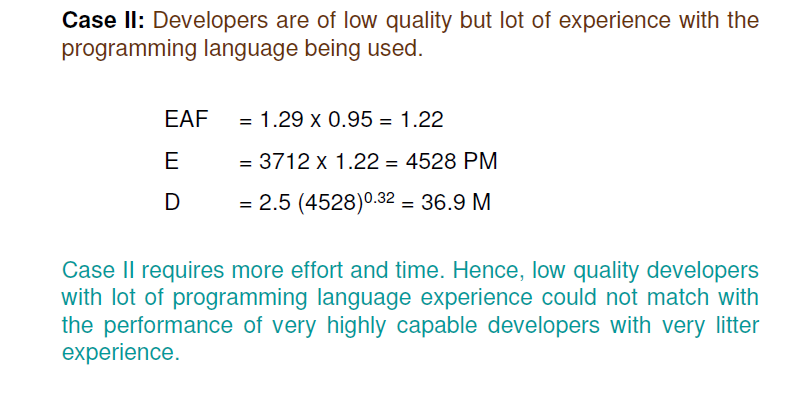 Case II: Developers are of low quality but lot of experience with the
programming language being used.
EAF = 1.29 x 0.95 = 1.22
E = 3712 x 1.22 = 4528 PM
D = 2.5 (4528)^0.32 = 36.9 M
Case II requires more effort and time. Hence, low quality developers
with lot of programming language experience could not match with
the performance of very highly capable developers with very litter
experience.